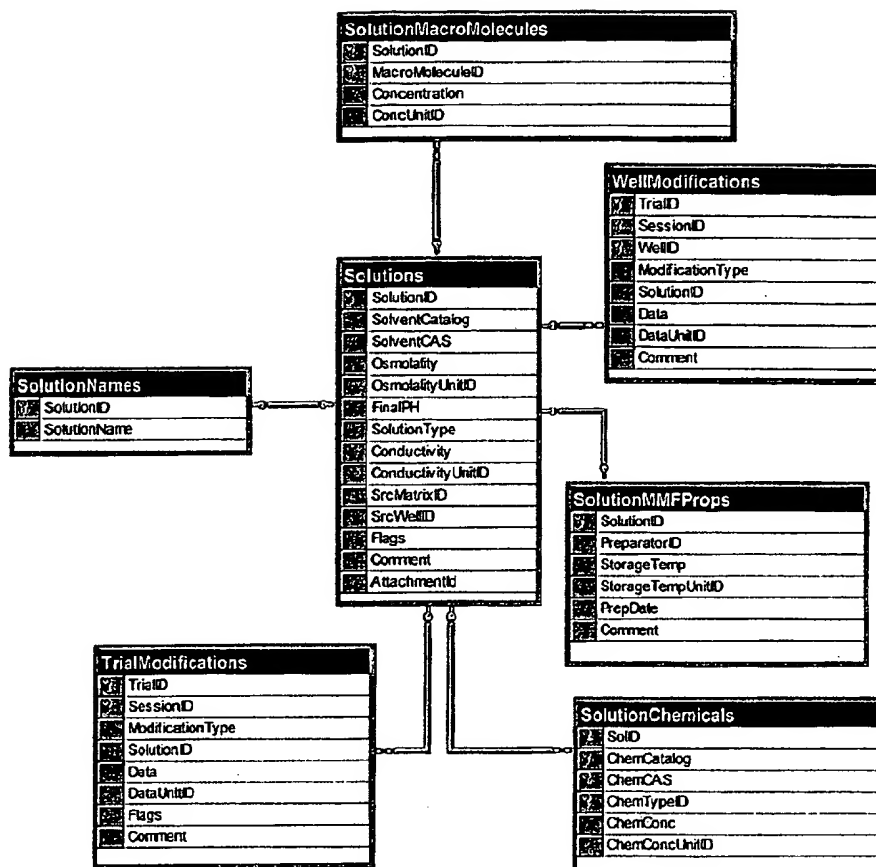 SolutionMacroMolecules
SolutionID
MacroMoleculeID
Concentration
ConcUnitID
WellModifications
TrialID
SessionID
WellID
ModificationType
SolutionID
Data
DataUnitID
Comment
Solutions
SolutionID
SolventCatalog
SolventCAS
Osmolality
OsmolalityUnitID
FinalPH
SolutionType
Conductivity
ConductivityUnitID
SrcMatrixID
SrcWellID
Flags
Comment
AttachmentId
SolutionNames
SolutionID
SolutionName
SolutionMMFProps
SolutionID
PreparatorID
StorageTemp
StorageTempUnitID
PrepDate
Comment
TrialModifications
TrialID
SessionID
ModificationType
SolutionID
Data
DataUnitID
Flags
Comment
SolutionChemicals
SolID
ChemCatalog
ChemCAS
ChemTypeID
ChemConc
ChemConcUnitID